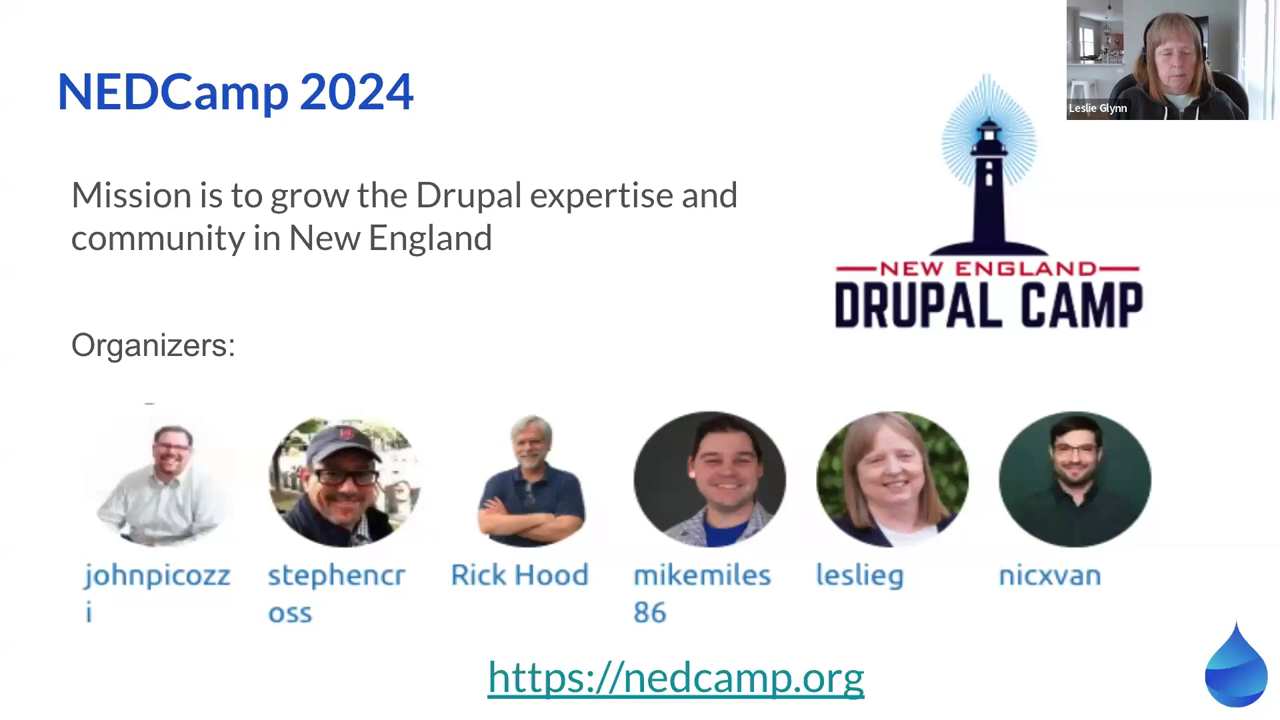 NEDCamp 2024
Leslie Glynn
Mission is to grow the Drupal expertise and
community in New England
NEW ENGLAND
DRUPAL CAMP
Organizers:
johnpicozz
i
stephencr
oss
Rick Hood
mikemiles
86
leslieg
nicxvan
https://nedcamp.org